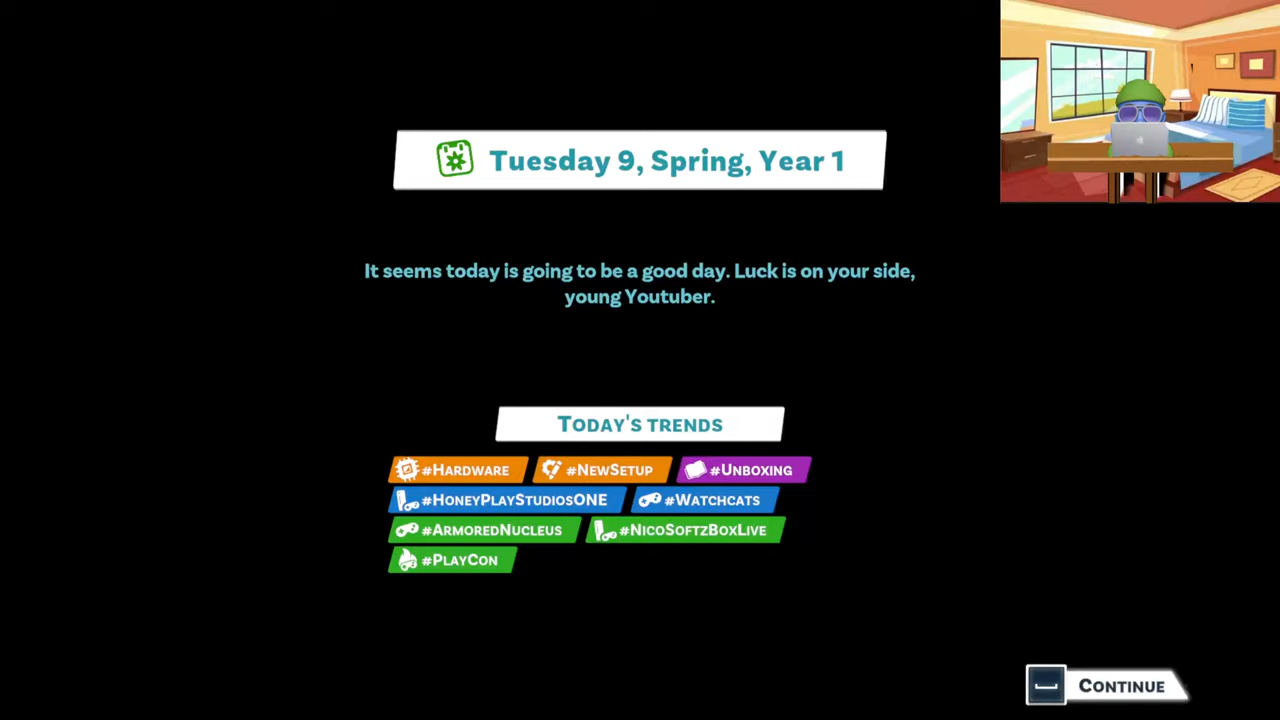 Tuesday 9, Spring, Year 1
It seems today is going to be a good day. Luck is on your side,
young Youtuber.
Today's trends
#Hardware #NewSetup #Unboxing
#HoneyPlayStudiosONE #Watchcats
#ArmoredNucleus #NicoSoftzBoxLive
#PlayCon
Continue